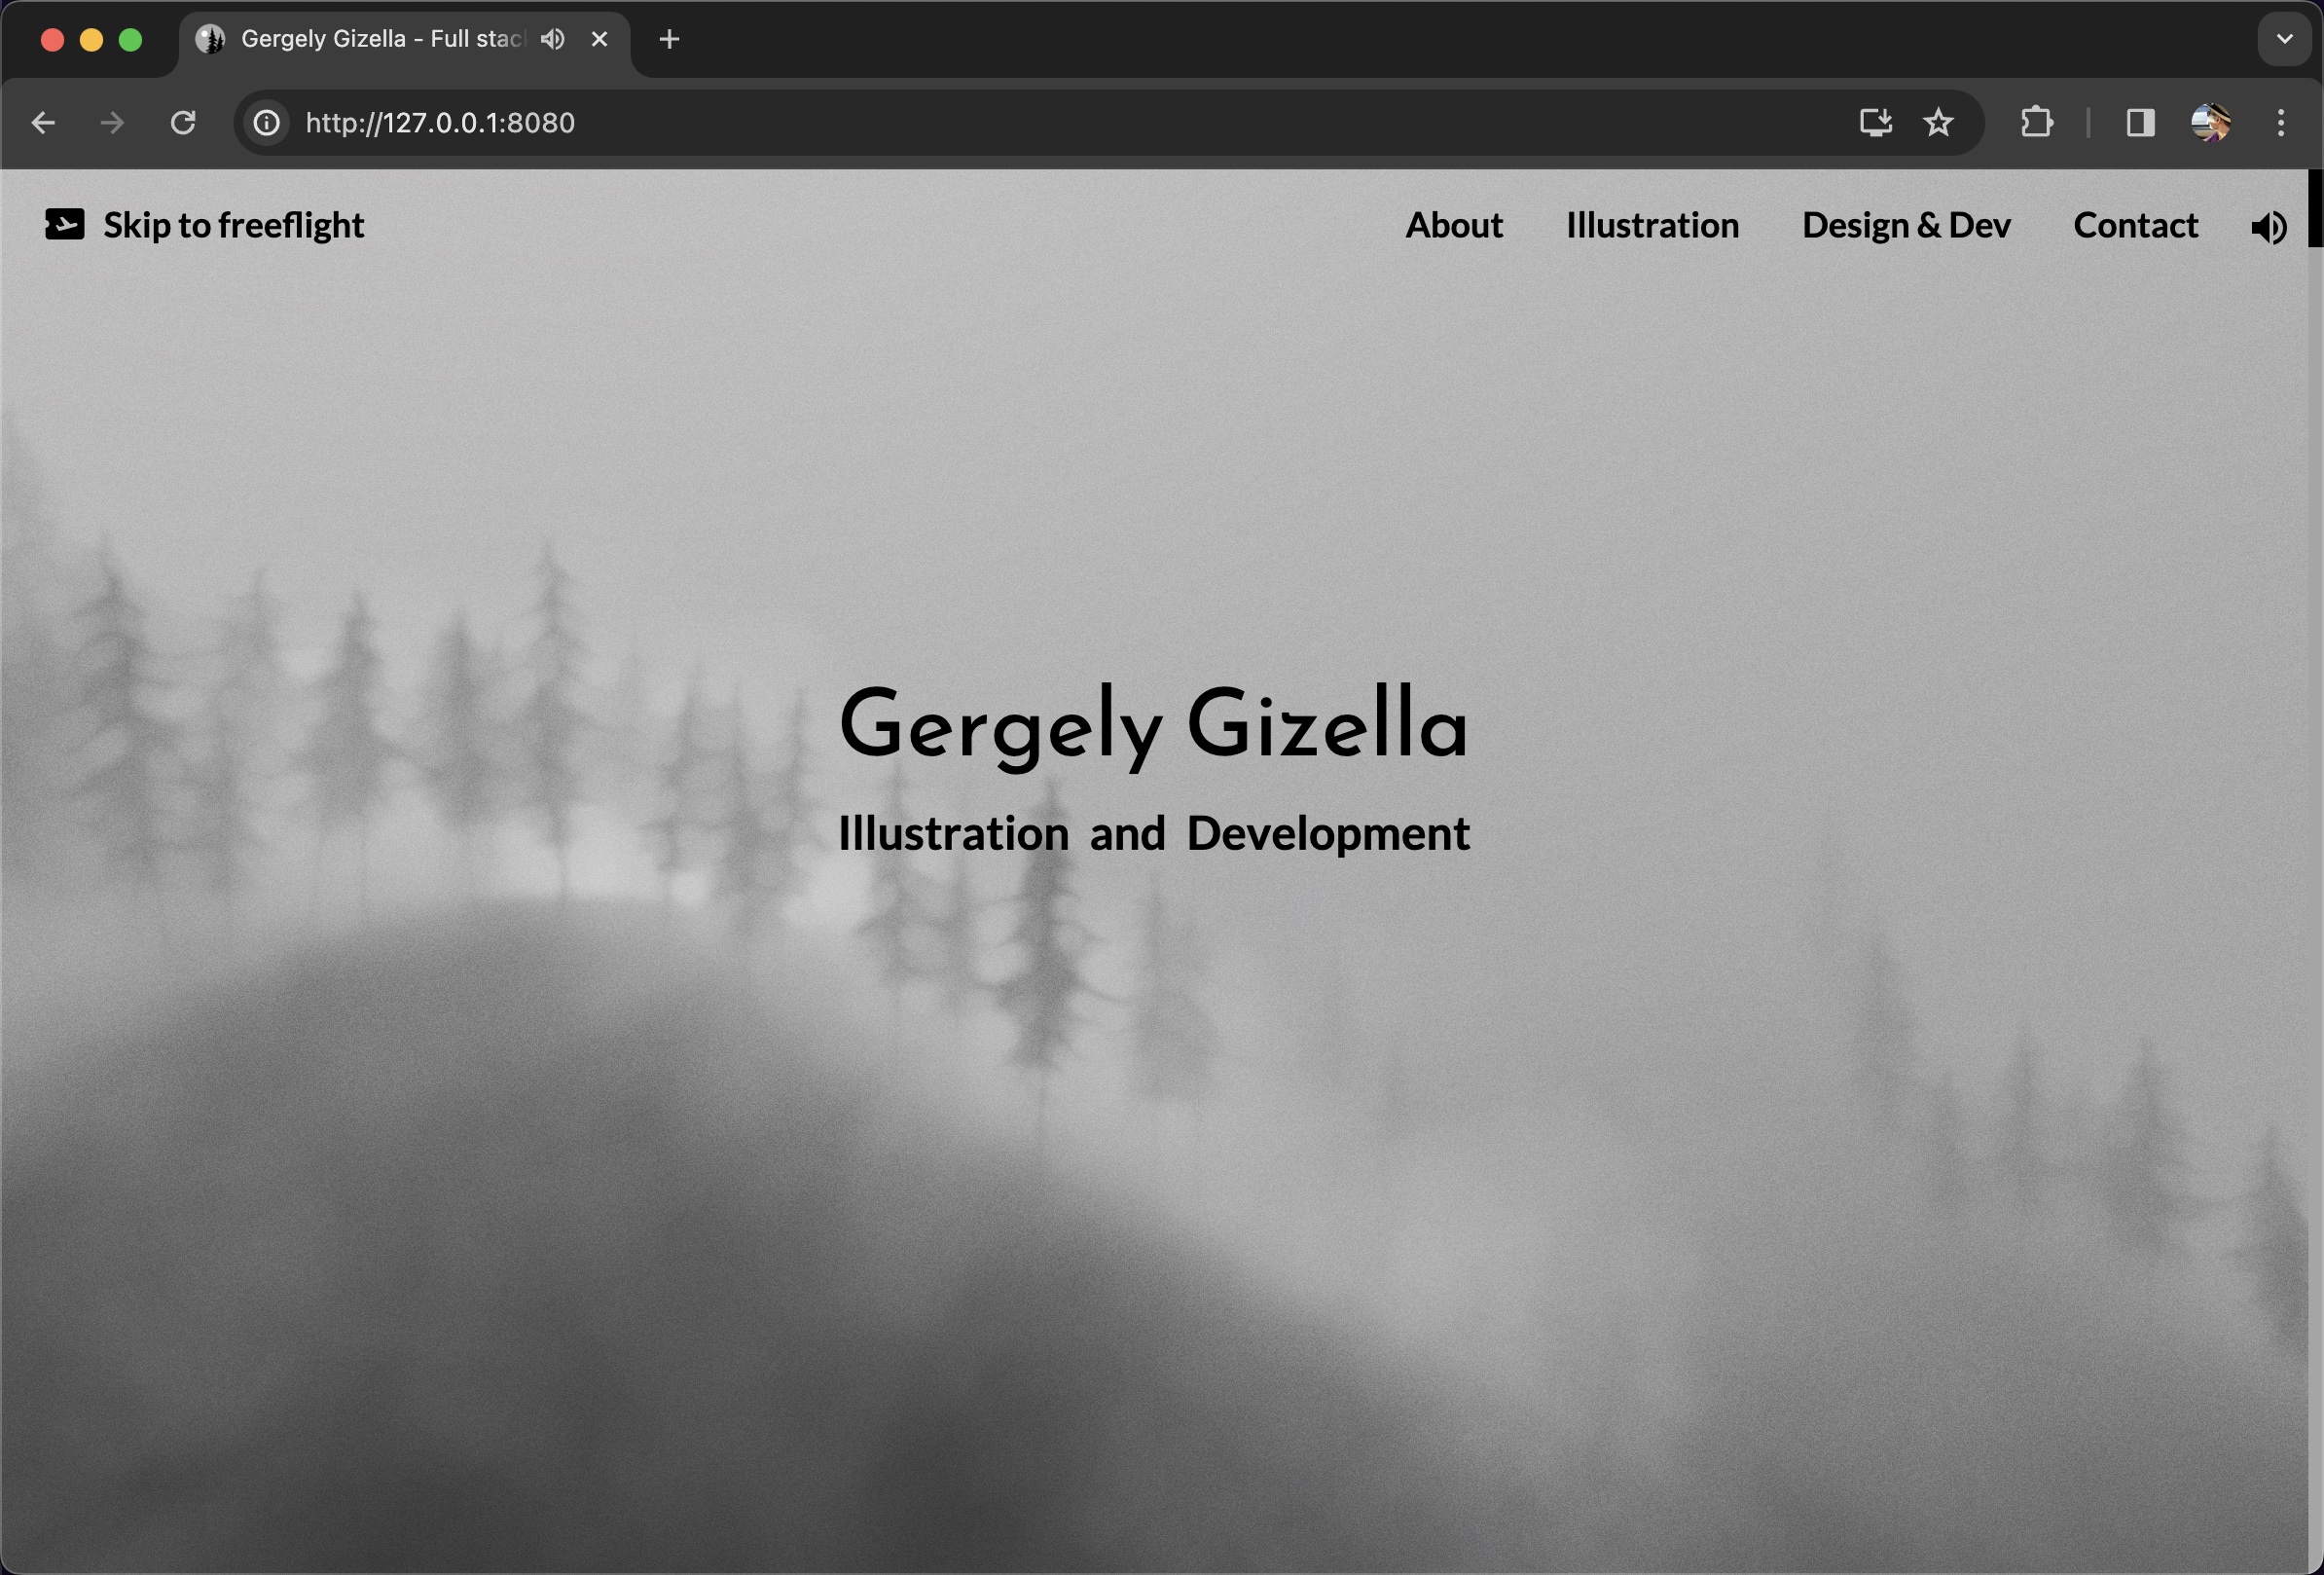 Gergely Gizella - Full stac
http://127.0.0.1:8080
Skip to freeflight
About Illustration Design & Dev Contact
Gergely Gizella
Illustration and Development